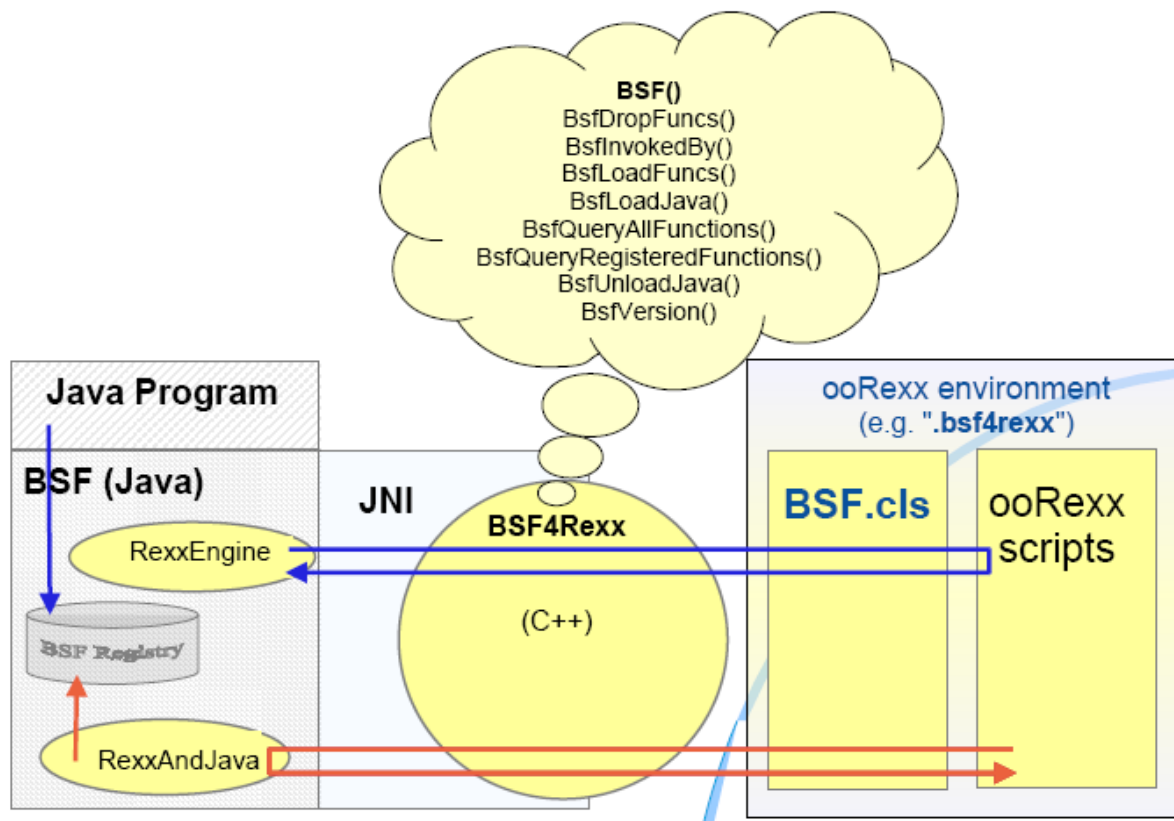 BSF()
BsfDropFuncs()
BsfInvokedBy()
BsfLoadFuncs()
BsfLoadJava()
BsfQueryAllFunctions()
BsfQueryRegisteredFunctions()
BsfUnloadJava()
BsfVersion()
Java Program
BSF (Java)
JNI
RexxEngine
BSF Registry
RexxAndJava
BSF4Rexx
(C++)
ooRexx environment
(e.g. ".bsf4rexx")
BSF.cls
ooRexx
scripts